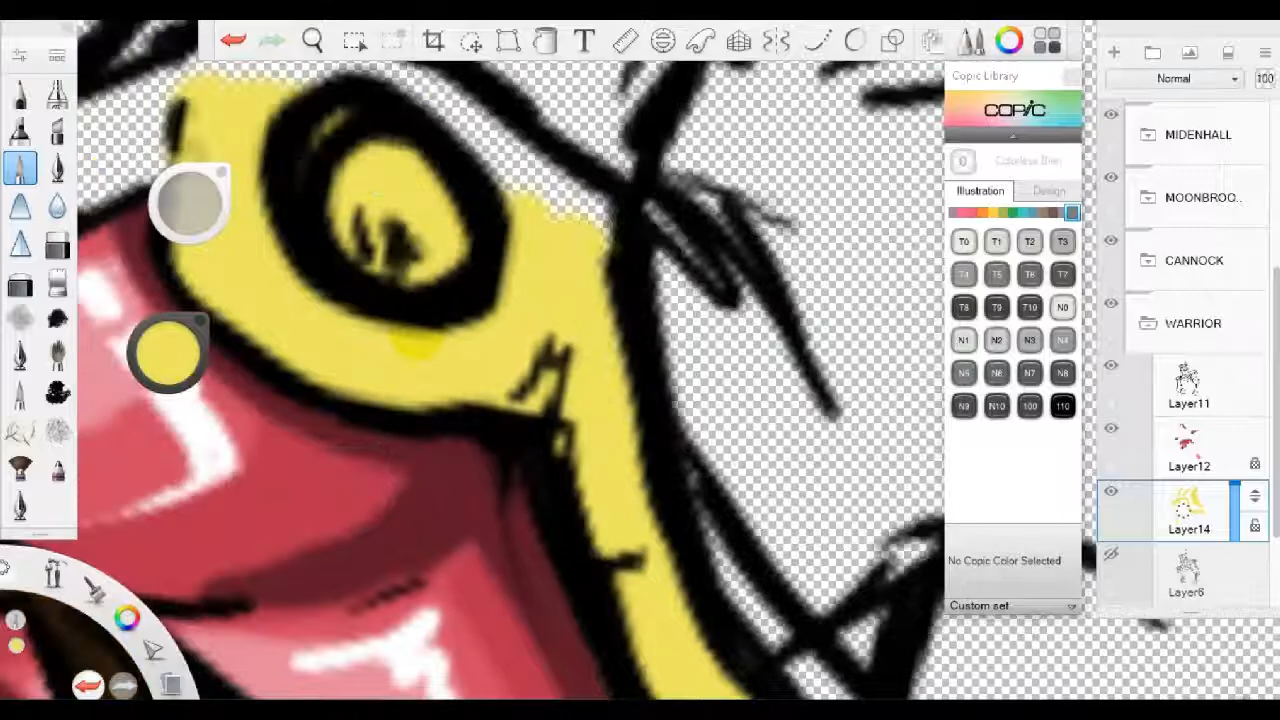 Copic Library
COPIC
0 Colorless Blen
Illustration Design
T0 T1 T2 T3
T4 T5 T6 T7
T8 T9 T10 N0
N1 N2 N3 N4
N5 N6 N7 N8
N9 N10 100 110
No Copic Color Selected
Custom set
Normal 100
MIDENHALL
MOONBROO..
CANNOCK
WARRIOR
Layer11
Layer12
Layer14
Layer6